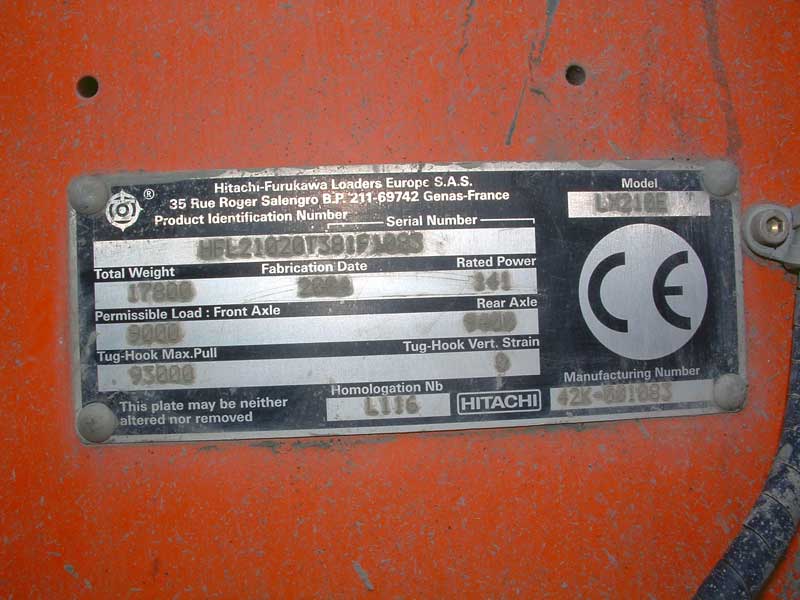 ®
Hitachi-Furukawa Loaders Europe S.A.S.
35 Rue Roger Salengro B.P. 211-69742 Genas-France
Product Identification Number
Serial Number
Model
Total Weight Fabrication Date Rated Power
17800 141
CE
Permissible Load : Front Axle Rear Axle
9000
Tug-Hook Max.Pull Tug-Hook Vert. Strain
93000 0
This plate may be neither
altered nor removed
Homologation Nb
L116
HITACHI
Manufacturing Number
42K-001083